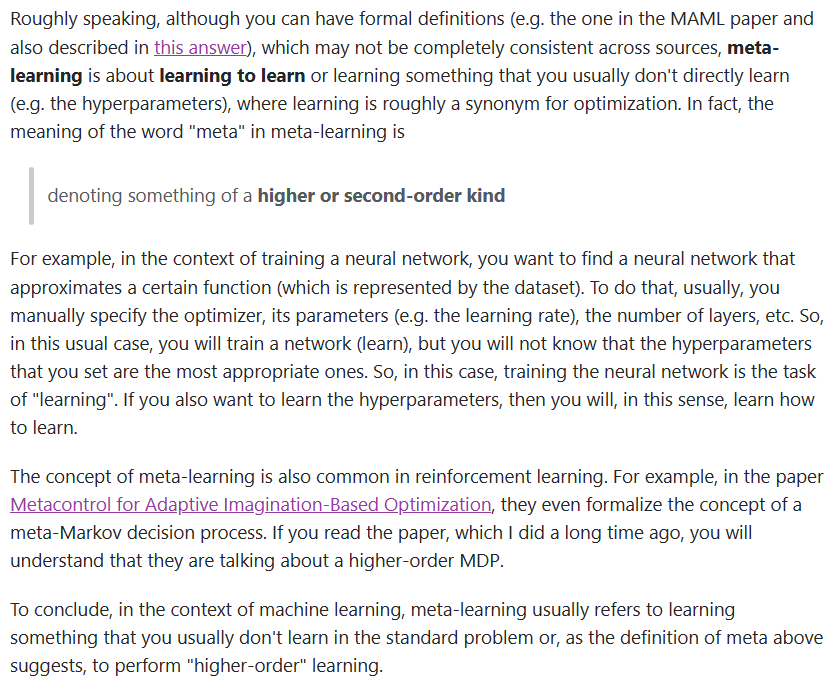 Roughly speaking, although you can have formal definitions (e.g. the one in the MAML paper and
also described in this answer), which may not be completely consistent across sources, meta-
learning is about learning to learn or learning something that you usually don't directly learn
(e.g. the hyperparameters), where learning is roughly a synonym for optimization. In fact, the
meaning of the word "meta" in meta-learning is
denoting something of a higher or second-order kind
For example, in the context of training a neural network, you want to find a neural network that
approximates a certain function (which is represented by the dataset). To do that, usually, you
manually specify the optimizer, its parameters (e.g. the learning rate), the number of layers, etc. So,
in this usual case, you will train a network (learn), but you will not know that the hyperparameters
that you set are the most appropriate ones. So, in this case, training the neural network is the task
of "learning". If you also want to learn the hyperparameters, then you will, in this sense, learn how
to learn.
The concept of meta-learning is also common in reinforcement learning. For example, in the paper
Metacontrol for Adaptive Imagination-Based Optimization, they even formalize the concept of a
meta-Markov decision process. If you read the paper, which I did a long time ago, you will
understand that they are talking about a higher-order MDP.
To conclude, in the context of machine learning, meta-learning usually refers to learning
something that you usually don't learn in the standard problem or, as the definition of meta above
suggests, to perform "higher-order" learning.